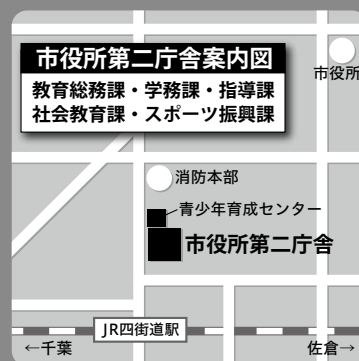 市役所第二庁舎案内図
教育総務課・学務課・指導課
社会教育課・スポーツ振興課
市役所
消防本部
青少年育成センター
市役所第二庁舎
JR四街道駅
←千葉
佐倉→